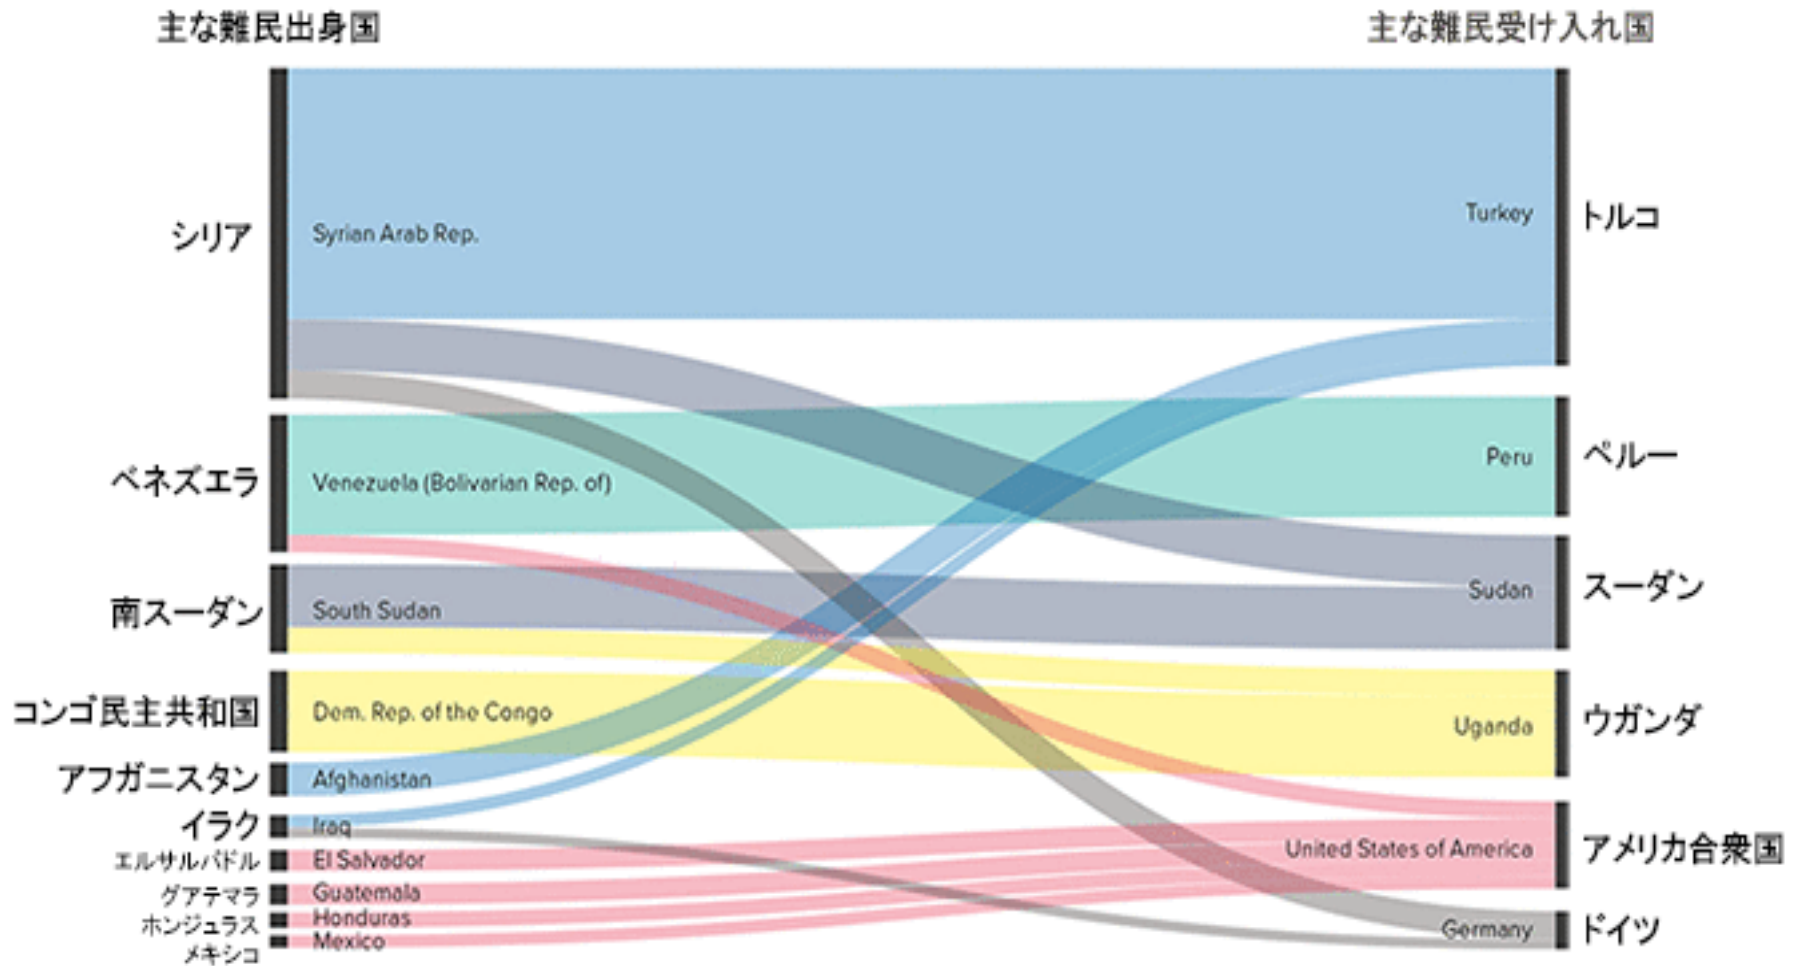 主な難民出身国
主な難民受け入れ国
シリア
Syrian Arab Rep.
Turkey
トルコ
ベネズエラ
Venezuela (Bolivarian Rep. of)
Peru
ペルー
南スーダン
South Sudan
Sudan
スーダン
コンゴ民主共和国
Dem. Rep. of the Congo
Uganda
ウガンダ
アフガニスタン
Afghanistan
イラク
Iraq
エルサルバドル
El Salvador
United States of America
アメリカ合衆国
グアテマラ
Guatemala
ホンジュラス
Honduras
メキシコ
Mexico
Germany
ドイツ